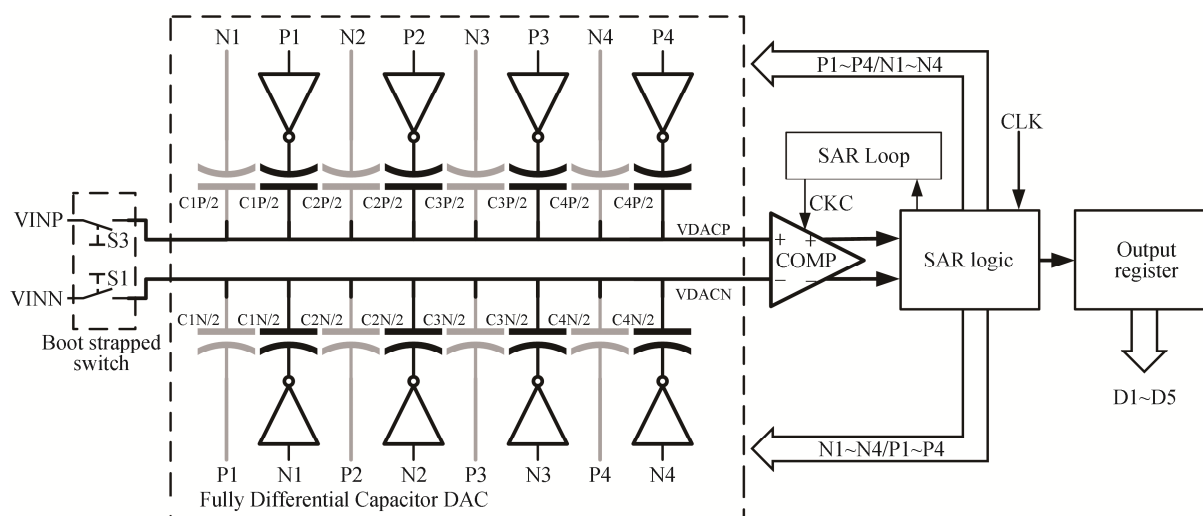 N1 P1 N2 P2 N3 P3 N4 P4
P1~P4/N1~N4
CLK
SAR Loop
CKC
C1P/2 C1P/2 C2P/2 C2P/2 C3P/2 C3P/2 C4P/2 C4P/2
VINP
S3
VDACP
+ +
COMP
− −
SAR logic
Output
register
S1
VINN
VDACN
C1N/2 C1N/2 C2N/2 C2N/2 C3N/2 C3N/2 C4N/2 C4N/2
Boot strapped
switch
D1~D5
N1~N4/P1~P4
P1 N1 P2 N2 P3 N3 P4 N4
Fully Differential Capacitor DAC